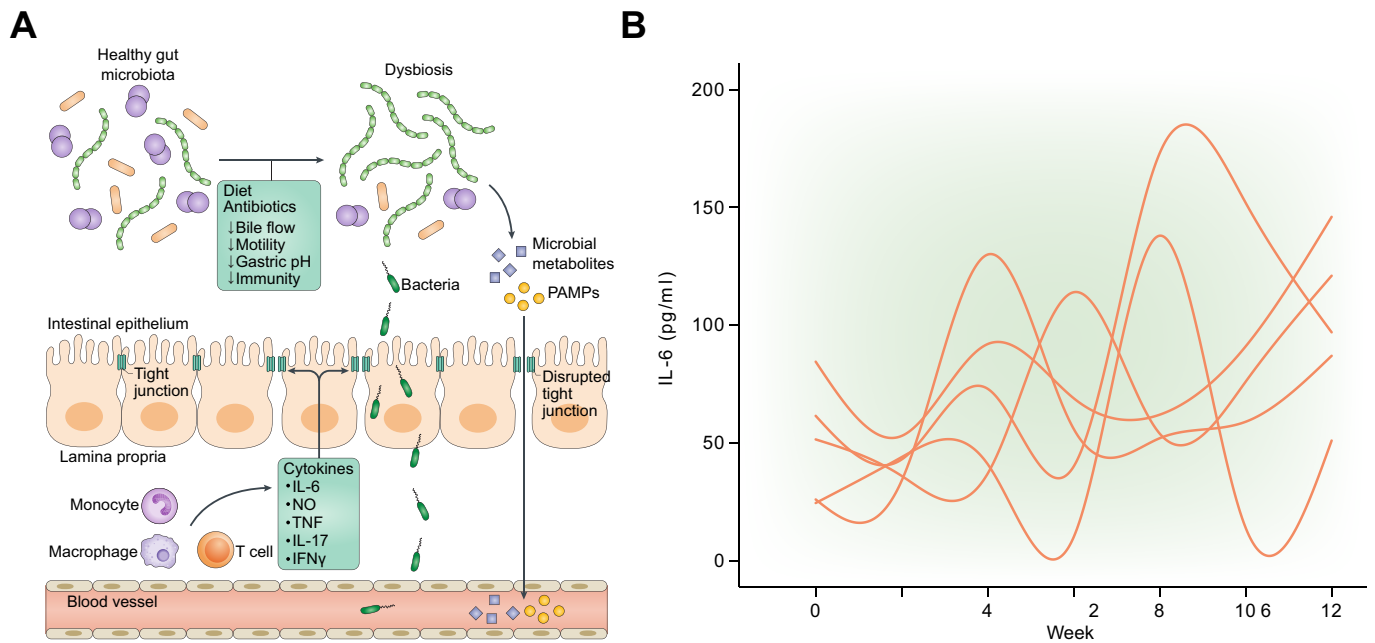 A
Healthy gut
microbiota
Dysbiosis
Diet
Antibiotics
↓Bile flow
↓Motility
↓Gastric pH
↓Immunity
Microbial
metabolites
Bacteria
PAMPs
Intestinal epithelium
Tight
junction
Disrupted
tight
junction
Lamina propria
Cytokines
•IL-6
•NO
•TNF
•IL-17
•IFNγ
Monocyte
Macrophage
T cell
Blood vessel
B
IL-6 (pg/ml)
200
150
100
50
0
0 4 2 8 10 6 12
Week